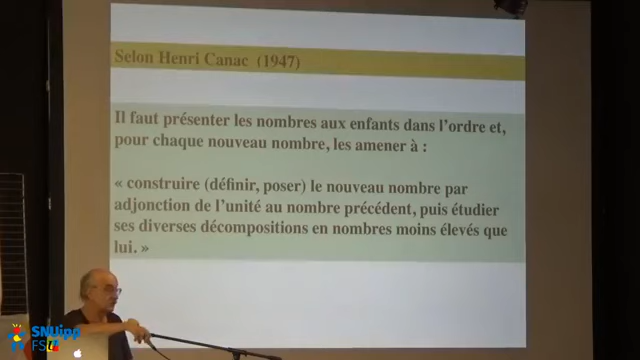 Selon Henri Canac (1947)
Il faut présenter les nombres aux enfants dans l'ordre et,
pour chaque nouveau nombre, les amener à :
« construire (définir, poser) le nouveau nombre par
adjonction de l'unité au nombre précédent, puis étudier
ses diverses décompositions en nombres moins élevés que
lui. »
SNUipp
FSU